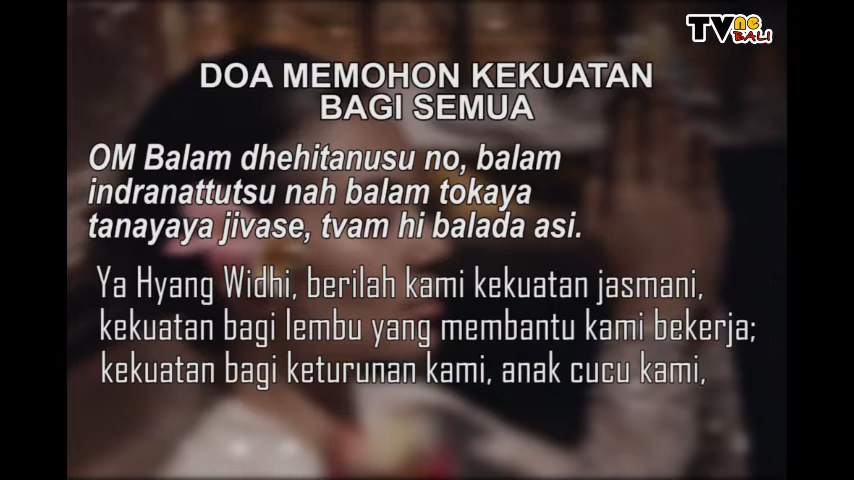 TVne
BALI
DOA MEMOHON KEKUATAN
BAGI SEMUA
OM Balam dhehitanusu no, balam
indranattutsu nah balam tokaya
tanayaya jivase, tvam hi balada asi.
Ya Hyang Widhi, berilah kami kekuatan jasmani,
kekuatan bagi lembu yang membantu kami bekerja;
kekuatan bagi keturunan kami, anak cucu kami,